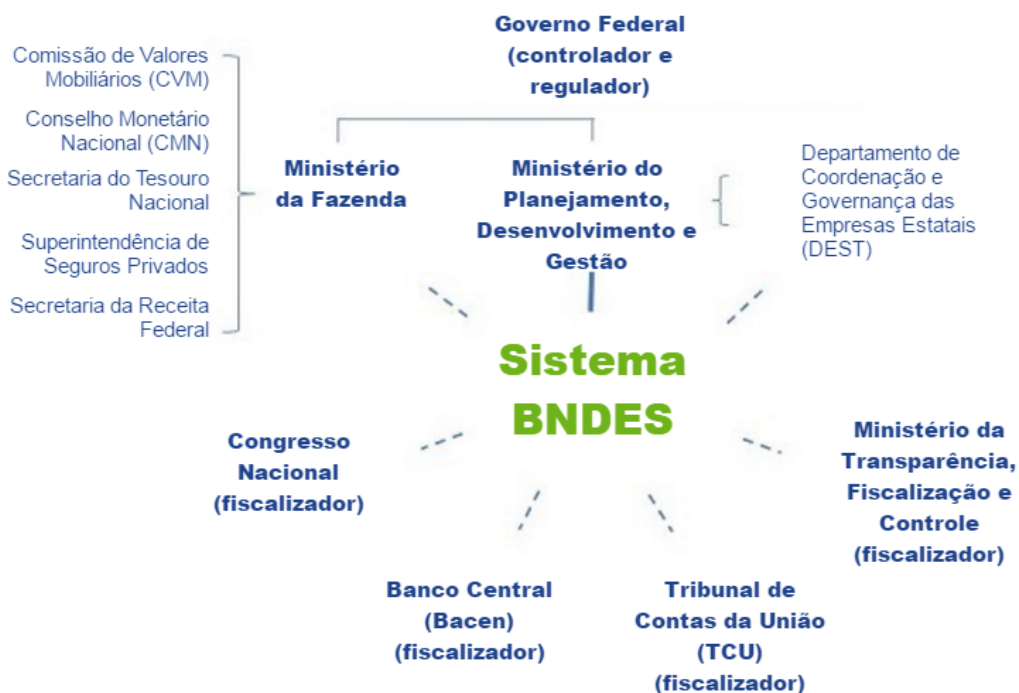 Governo Federal
(controlador e
regulador)
Comissão de Valores
Mobiliários (CVM)
Conselho Monetário
Nacional (CMN)
Secretaria do Tesouro
Nacional
Superintendência de
Seguros Privados
Secretaria da Receita
Federal
Ministério
da Fazenda
Ministério do
Planejamento,
Desenvolvimento e
Gestão
Departamento de
Coordenação e
Governança das
Empresas Estatais
(DEST)
Sistema
BNDES
Congresso
Nacional
(fiscalizador)
Banco Central
(Bacen)
(fiscalizador)
Tribunal de
Contas da União
(TCU)
(fiscalizador)
Ministério da
Transparência,
Fiscalização e
Controle
(fiscalizador)